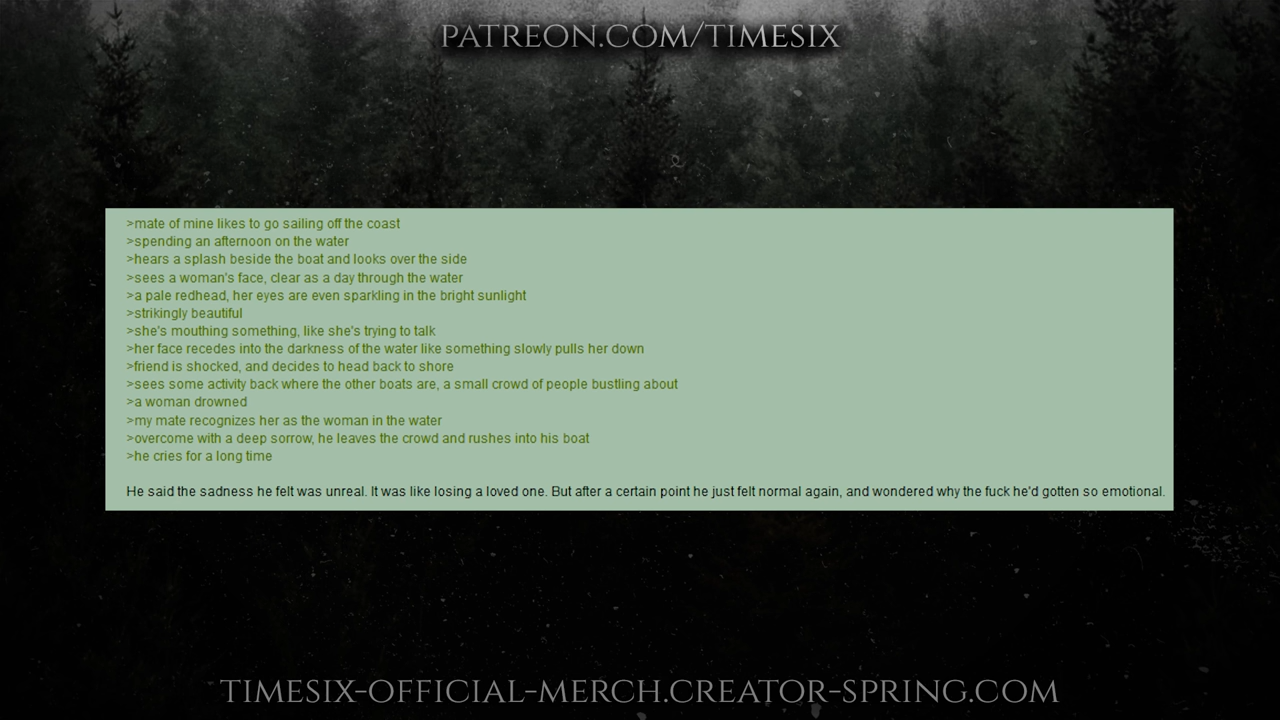 PATREON.COM/TIMESIX
>mate of mine likes to go sailing off the coast
>spending an afternoon on the water
>hears a splash beside the boat and looks over the side
>sees a woman's face, clear as a day through the water
>a pale redhead, her eyes are even sparkling in the bright sunlight
>strikingly beautiful
>she's mouthing something, like she's trying to talk
>her face recedes into the darkness of the water like something slowly pulls her down
>friend is shocked, and decides to head back to shore
>sees some activity back where the other boats are, a small crowd of people bustling about
>a woman drowned
>my mate recognizes her as the woman in the water
>overcome with a deep sorrow, he leaves the crowd and rushes into his boat
>he cries for a long time
He said the sadness he felt was unreal. It was like losing a loved one. But after a certain point he just felt normal again, and wondered why the fuck he'd gotten so emotional.
TIMESIX-OFFICIAL-MERCH.CREATOR-SPRING.COM